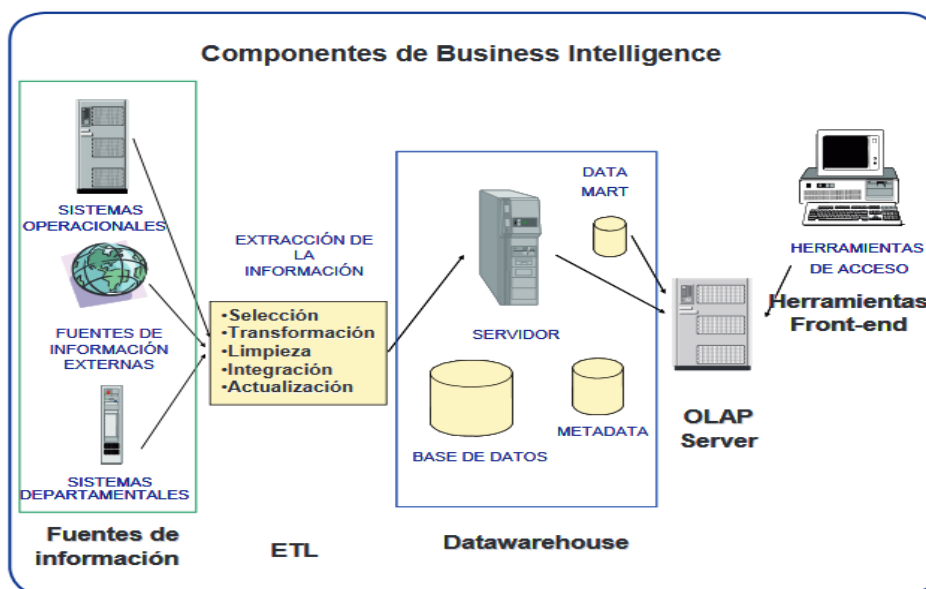 Componentes de Business Intelligence
SISTEMAS
OPERACIONALES
FUENTES DE
INFORMACIÓN
EXTERNAS
SISTEMAS
DEPARTAMENTALES
Fuentes de
información
EXTRACCIÓN DE
LA
INFORMACIÓN
•Selección
•Transformación
•Limpieza
•Integración
•Actualización
ETL
DATA
MART
SERVIDOR
BASE DE DATOS
METADATA
Datawarehouse
OLAP
Server
HERRAMIENTAS
DE ACCESO
Herramientas
Front-end